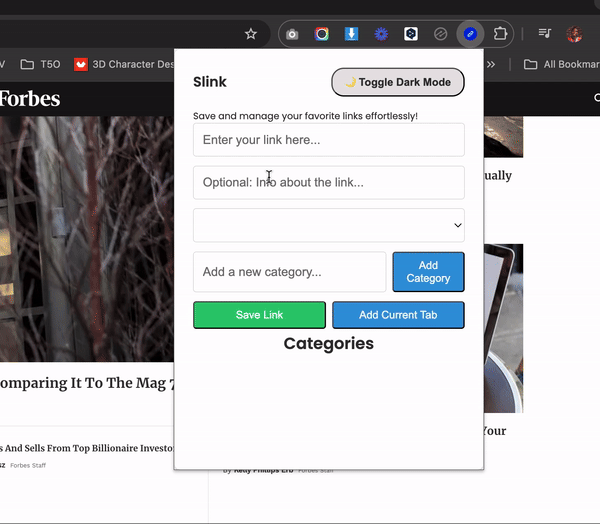 V
T5O
3D Character Des
»
All Bookmar
Forbes
Slink
🌙 Toggle Dark Mode
Save and manage your favorite links effortlessly!
Enter your link here...
Optional: Info about the link...
Add a new category...
Add
Category
Save Link
Add Current Tab
Categories
ually
omparing It To The Mag 7
s And Sells From Top Billionaire Investo
Forbes Staff
Your
By Kelly Phillips Erb Forbes Staff